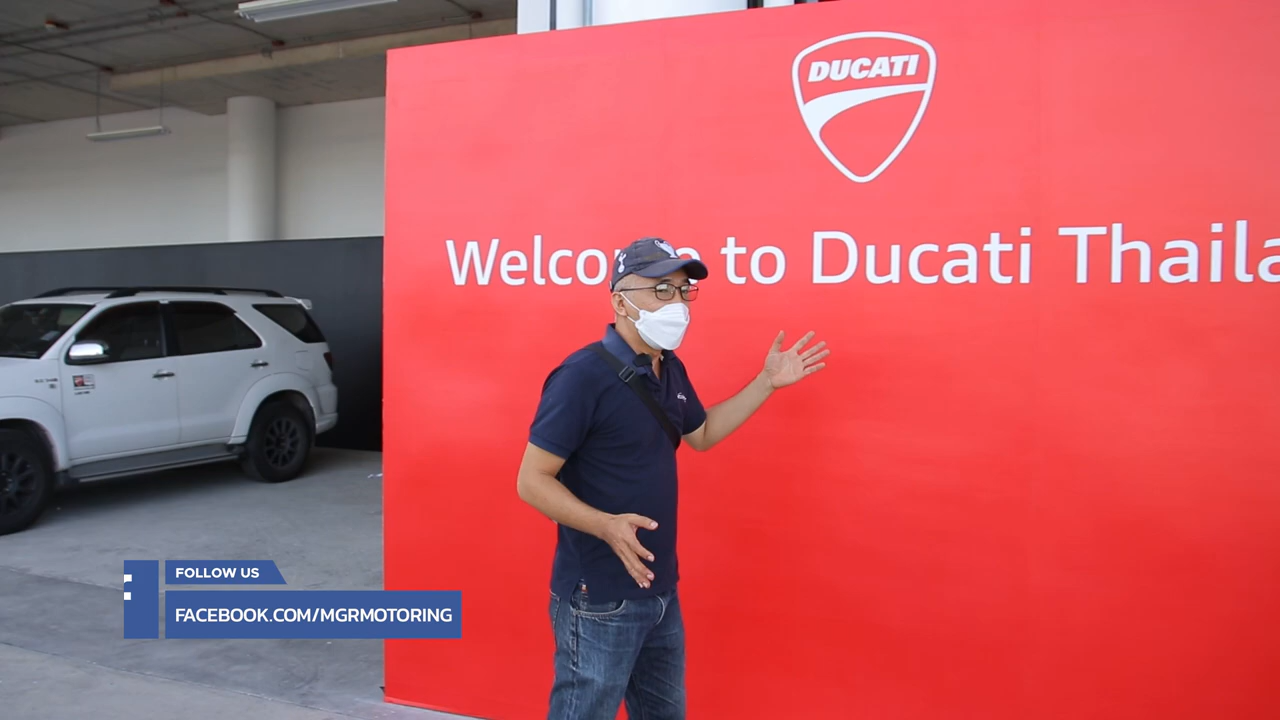 DUCATI
Welco e to Ducati Thaila
FOLLOW US
FACEBOOK.COM/MGRMOTORING